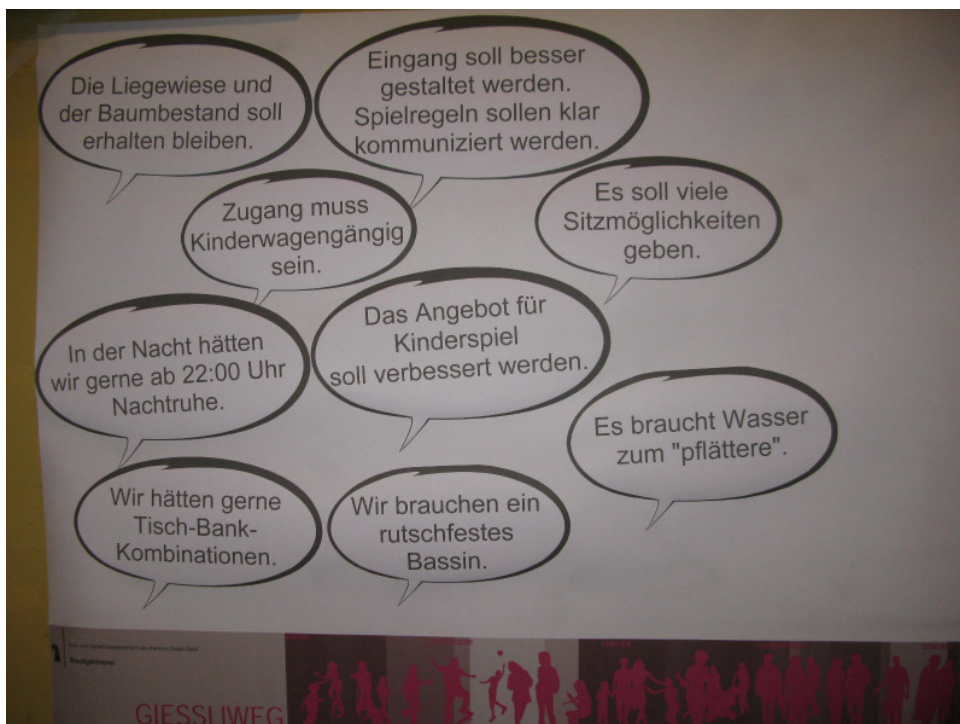 Die Liegewiese und
der Baumbestand soll
erhalten bleiben.
Eingang soll besser
gestaltet werden.
Spielregeln sollen klar
kommuniziert werden.
Zugang muss
Kinderwagengängig
sein.
Es soll viele
Sitzmöglichkeiten
geben.
In der Nacht hätten
wir gerne ab 22:00 Uhr
Nachtruhe.
Das Angebot für
Kinderspiel
soll verbessert werden.
Es braucht Wasser
zum "pflättere".
Wir hätten gerne
Tisch-Bank-
Kombinationen.
Wir brauchen ein
rutschfestes
Bassin.
Stadtgärtnerei
GIESSLIWEG